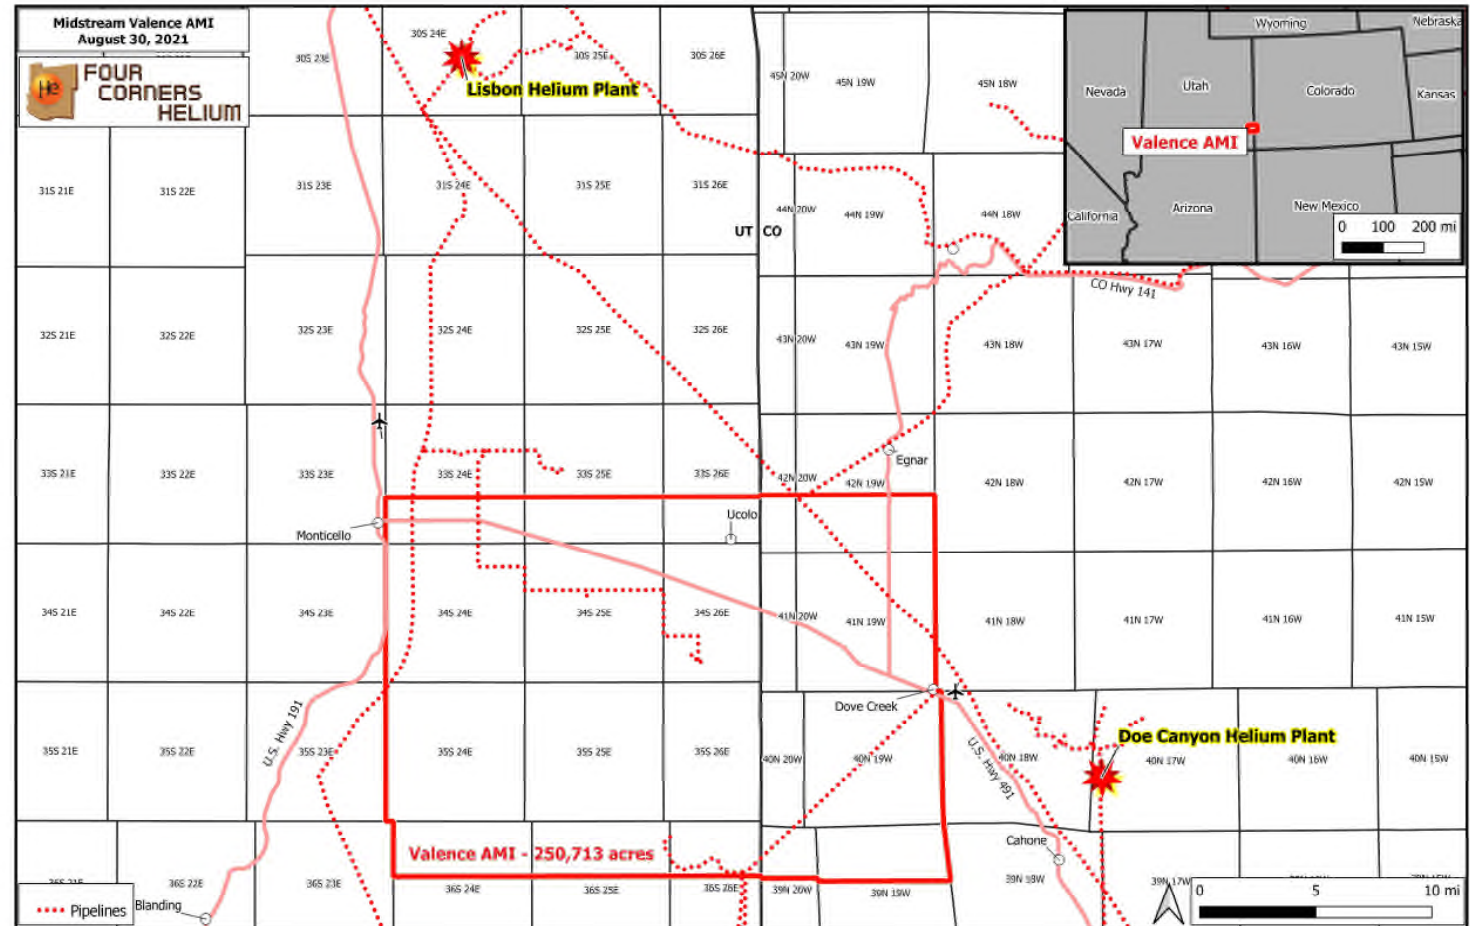 Midstream Valence AMI
August 30, 2021
He
FOUR
CORNERS
HELIUM
30S 23E
30S 24E
30S 25E
30S 26E
45N 20W
45N 19W
45N 18W
Lisbon Helium Plant
Wyoming
Nebraska
Nevada
Utah
Colorado
Kansas
Valence AMI
California
Arizona
New Mexico
0 100 200 mi
31S 21E
31S 22E
31S 23E
31S 24E
31S 25E
31S 26E
44N 20W
44N 19W
44N 18W
UT CO
CO Hwy 141
32S 21E
32S 22E
32S 23E
32S 24E
32S 25E
32S 26E
43N 20W
43N 19W
43N 18W
43N 17W
43N 16W
43N 15W
33S 21E
33S 22E
33S 23E
33S 24E
33S 25E
33S 26E
42N 20W
42N 19W
Egnar
42N 18W
42N 17W
42N 16W
42N 15W
Monticello
Ucolo
34S 21E
34S 22E
34S 23E
34S 24E
34S 25E
34S 26E
41N 20W
41N 19W
41N 18W
41N 17W
41N 16W
41N 15W
Dove Creek
U.S. Hwy 191
35S 21E
35S 22E
35S 23E
35S 24E
35S 25E
35S 26E
40N 20W
40N 19W
40N 18W
U.S. Hwy 491
Doe Canyon Helium Plant
40N 17W
40N 16W
40N 15W
Valence AMI - 250,713 acres
Cahone
36S 21E
36S 22E
36S 23E
36S 24E
36S 25E
36S 26E
39N 20W
39N 19W
39N 18W
39N 17W
Pipelines
Blanding
0 5 10 mi